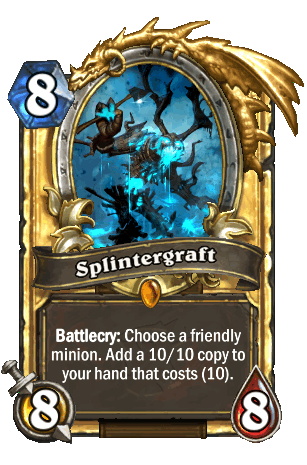 8
Splintergraft
Battlecry: Choose a friendly
minion. Add a 10/10 copy to
your hand that costs (10).
8
8